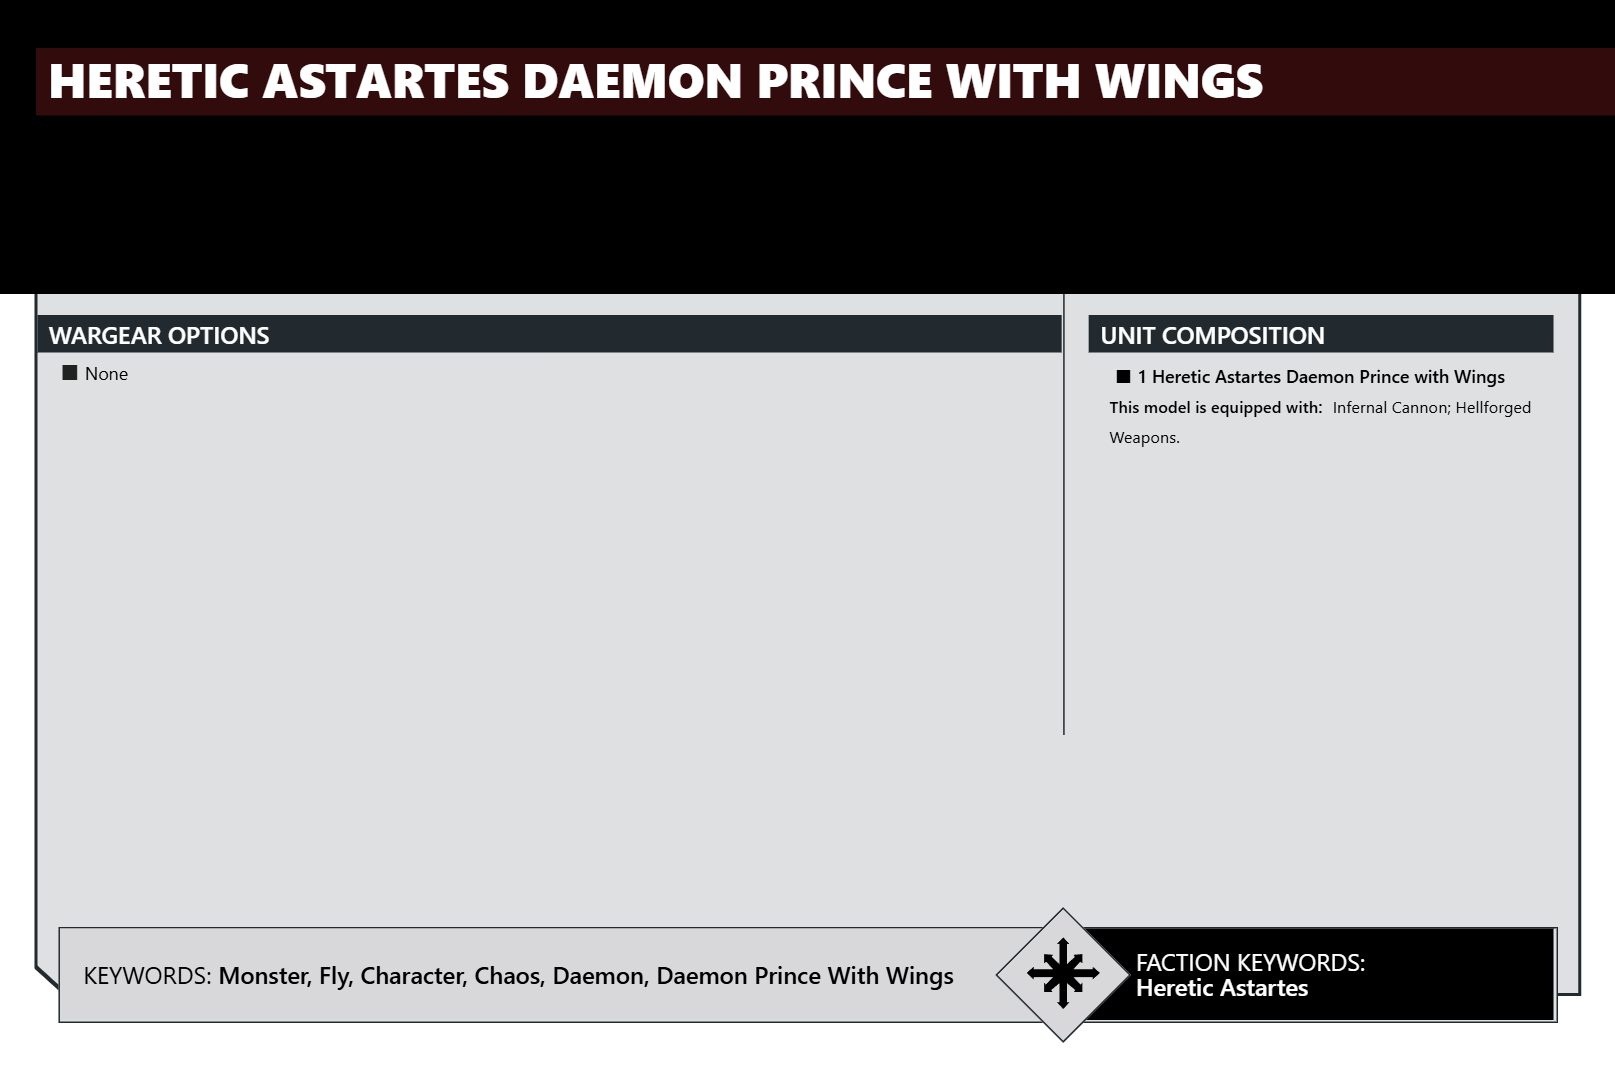 HERETIC ASTARTES DAEMON PRINCE WITH WINGS
WARGEAR OPTIONS
None
UNIT COMPOSITION
1 Heretic Astartes Daemon Prince with Wings
This model is equipped with: Infernal Cannon; Hellforged
Weapons.
KEYWORDS: Monster, Fly, Character, Chaos, Daemon, Daemon Prince With Wings
FACTION KEYWORDS:
Heretic Astartes